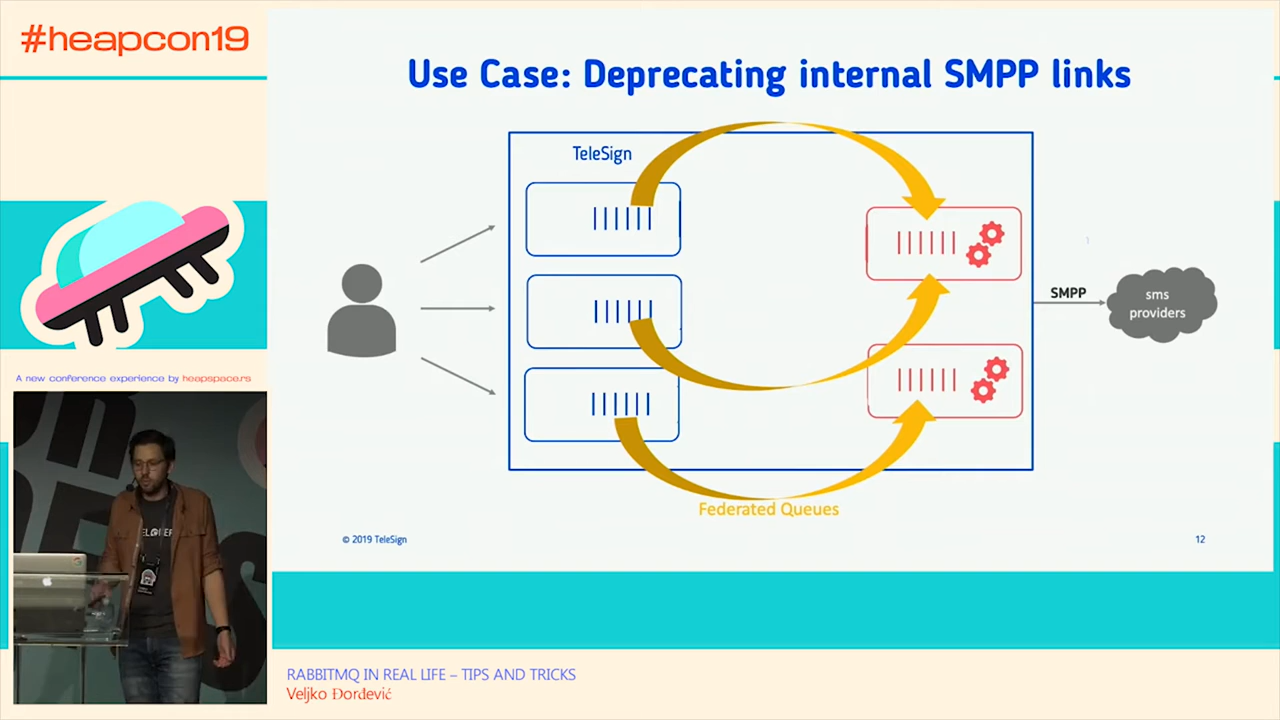 #heapcon19
A new conference experience by heapspace.rs
Use Case: Deprecating internal SMPP links
TeleSign
SMPP
sms
providers
Federated Queues
© 2019 TeleSign
12
RABBITMQ IN REAL LIFE – TIPS AND TRICKS
Veljko Đorđević